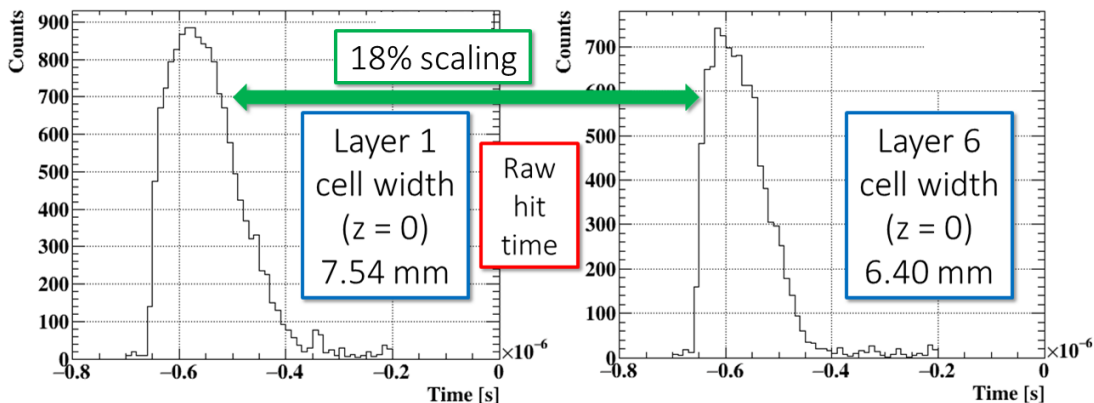 Counts
900
800
700
600
500
400
300
200
100
0
−0.8
−0.6
−0.4
−0.2
0
×10⁻⁶
Time [s]
18% scaling
Layer 1
cell width
(z = 0)
7.54 mm
Raw
hit
time
Counts
700
600
500
400
300
200
100
0
−0.8
−0.6
−0.4
−0.2
0
×10⁻⁶
Time [s]
Layer 6
cell width
(z = 0)
6.40 mm